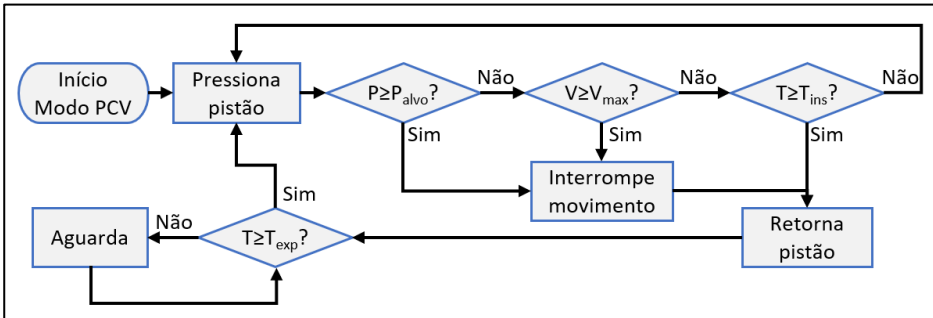 Início
Modo PCV
Pressiona
pistão
P≥Palvo?
Não
V≥Vmax?
Não
T≥Tins?
Não
Sim
Sim
Sim
Interrompe
movimento
Retorna
pistão
Sim
T≥Texp?
Não
Aguarda